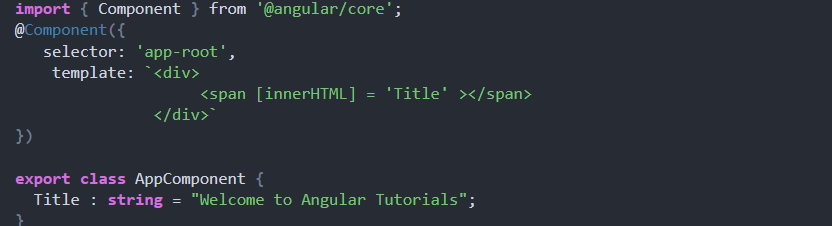 import { Component } from '@angular/core';
@Component({
   selector: 'app-root',
    template: `<div>
                    <span [innerHTML] = 'Title' ></span>
               </div>`
})

export class AppComponent {
  Title : string = "Welcome to Angular Tutorials";
}